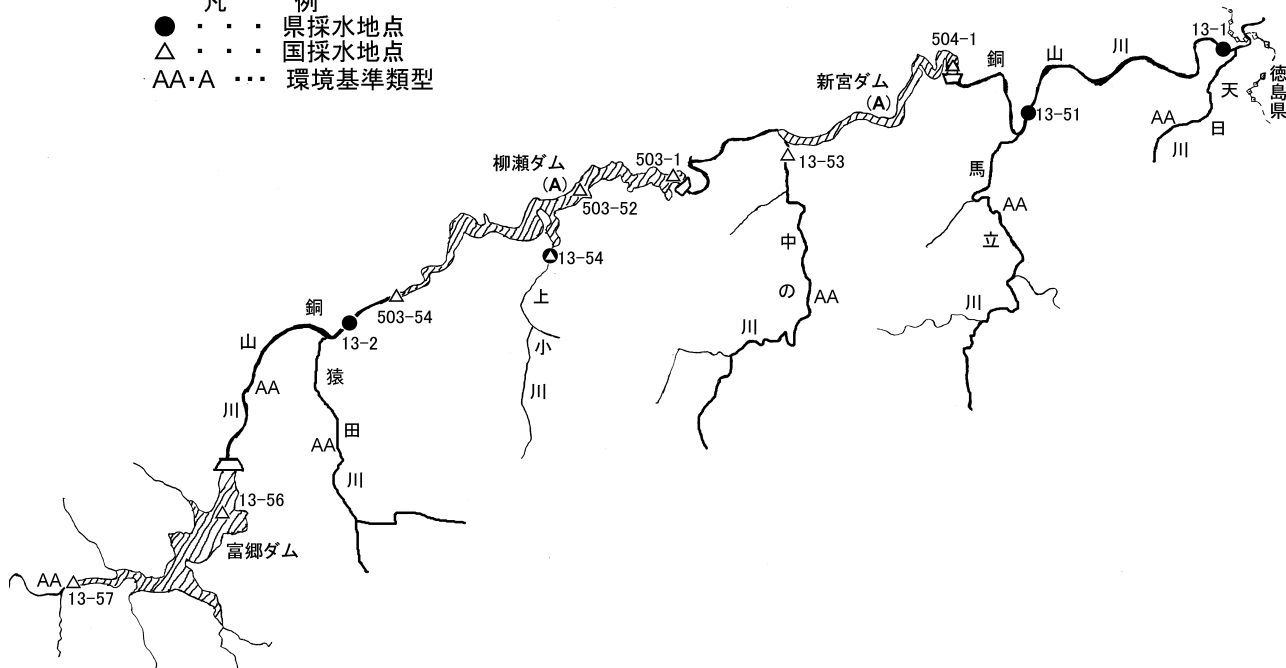 凡 例
● ・ ・ ・ 県採水地点
△ ・ ・ ・ 国採水地点
AA・A ・・・ 環境基準類型
13-1
徳島県
504-1
銅山川
新宮ダム
(A)
天日川
AA
13-51
13-53
馬立川
AA
柳瀬ダム
(A)
503-1
503-52
中の川
AA
13-54
上小川
503-54
13-2
銅山川
AA
猿田川
AA
13-56
富郷ダム
AA
13-57